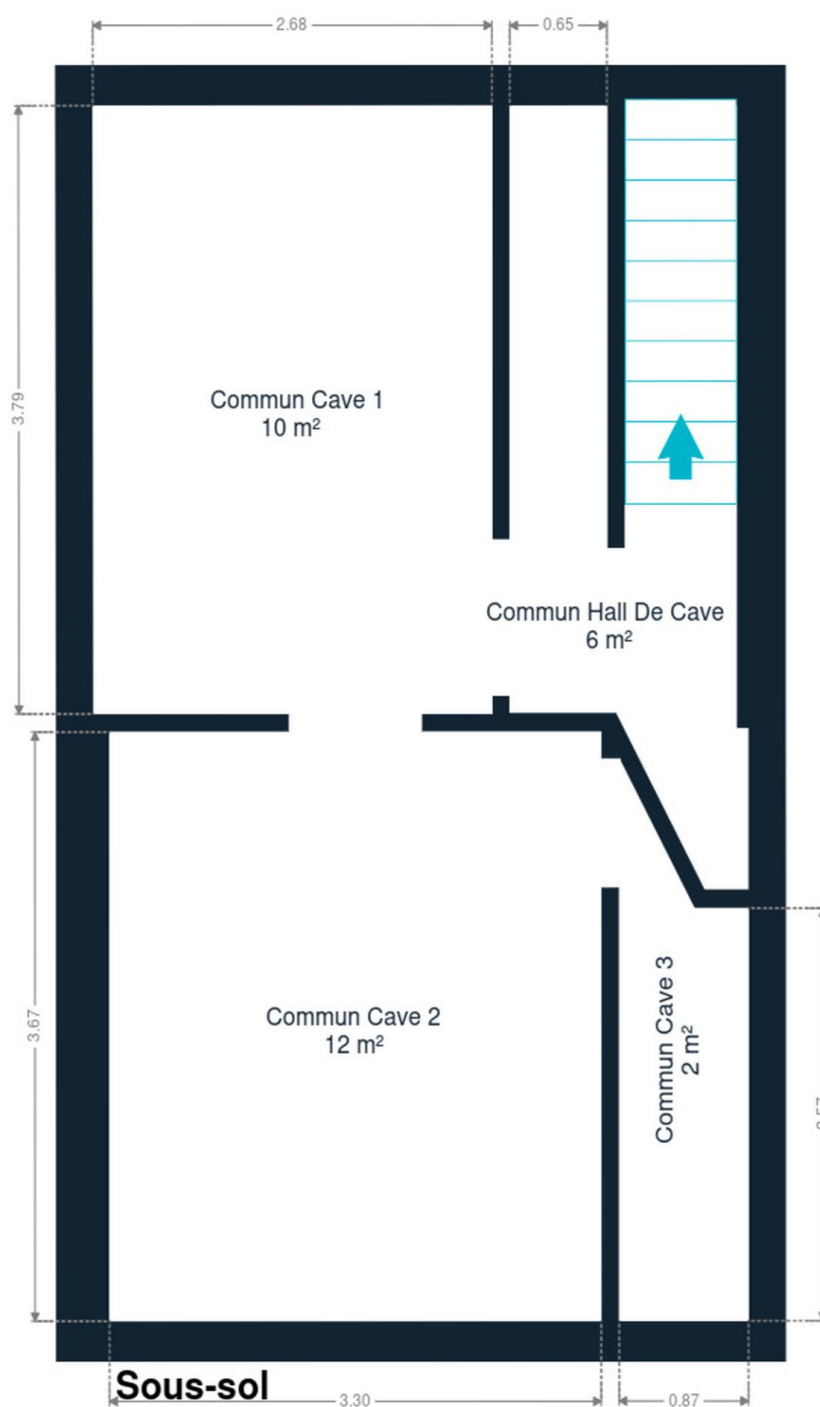 2.68
0.65
3.79
Commun Cave 1
10 m²
Commun Hall De Cave
6 m²
3.67
Commun Cave 2
12 m²
Commun Cave 3
2 m²
Sous-sol
3.30
0.87